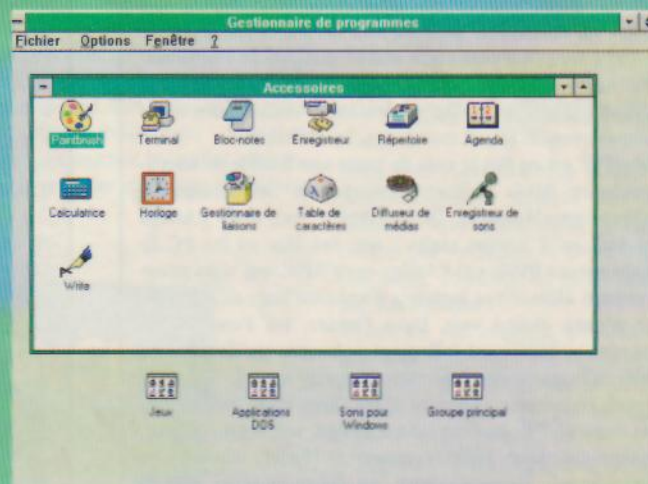 Gestionnaire de programmes
Fichier Options Fenêtre ?
Accessoires
Paintbrush Terminal Bloc-notes Enregistreur Répertoire Agenda
Calculatrice Horloge Gestionnaire de liaisons Table de caractères Diffuseur de médias Enregistreur de sons
Write
Jeux Applications DOS Sons pour Windows Groupe principal